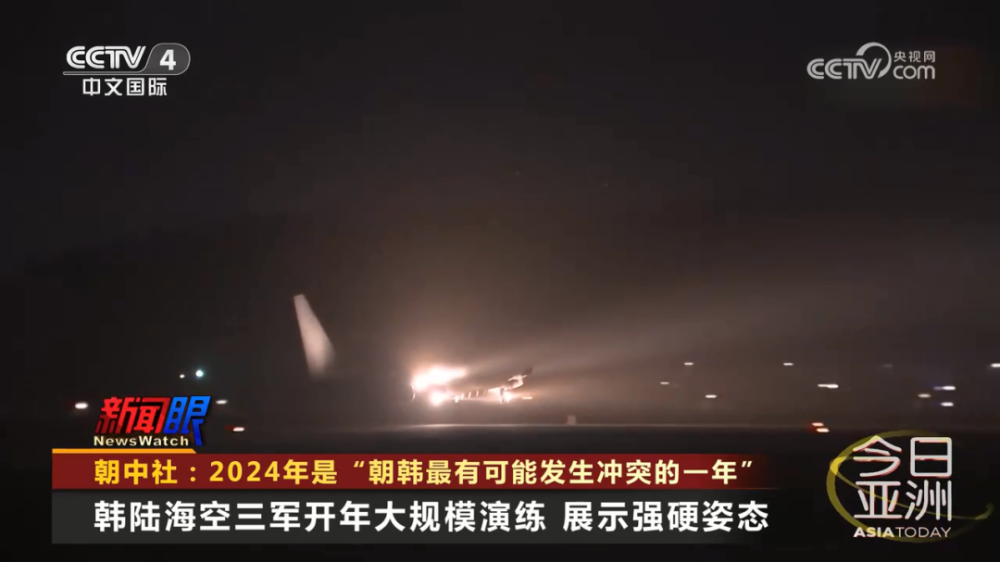 CCTV 4
中文国际
央视网
CCTV.com
新闻眼
NewsWatch
朝中社：2024年是“朝韩最有可能发生冲突的一年”
韩陆海空三军开年大规模演练 展示强硬姿态
今日
亚洲
ASIA TODAY